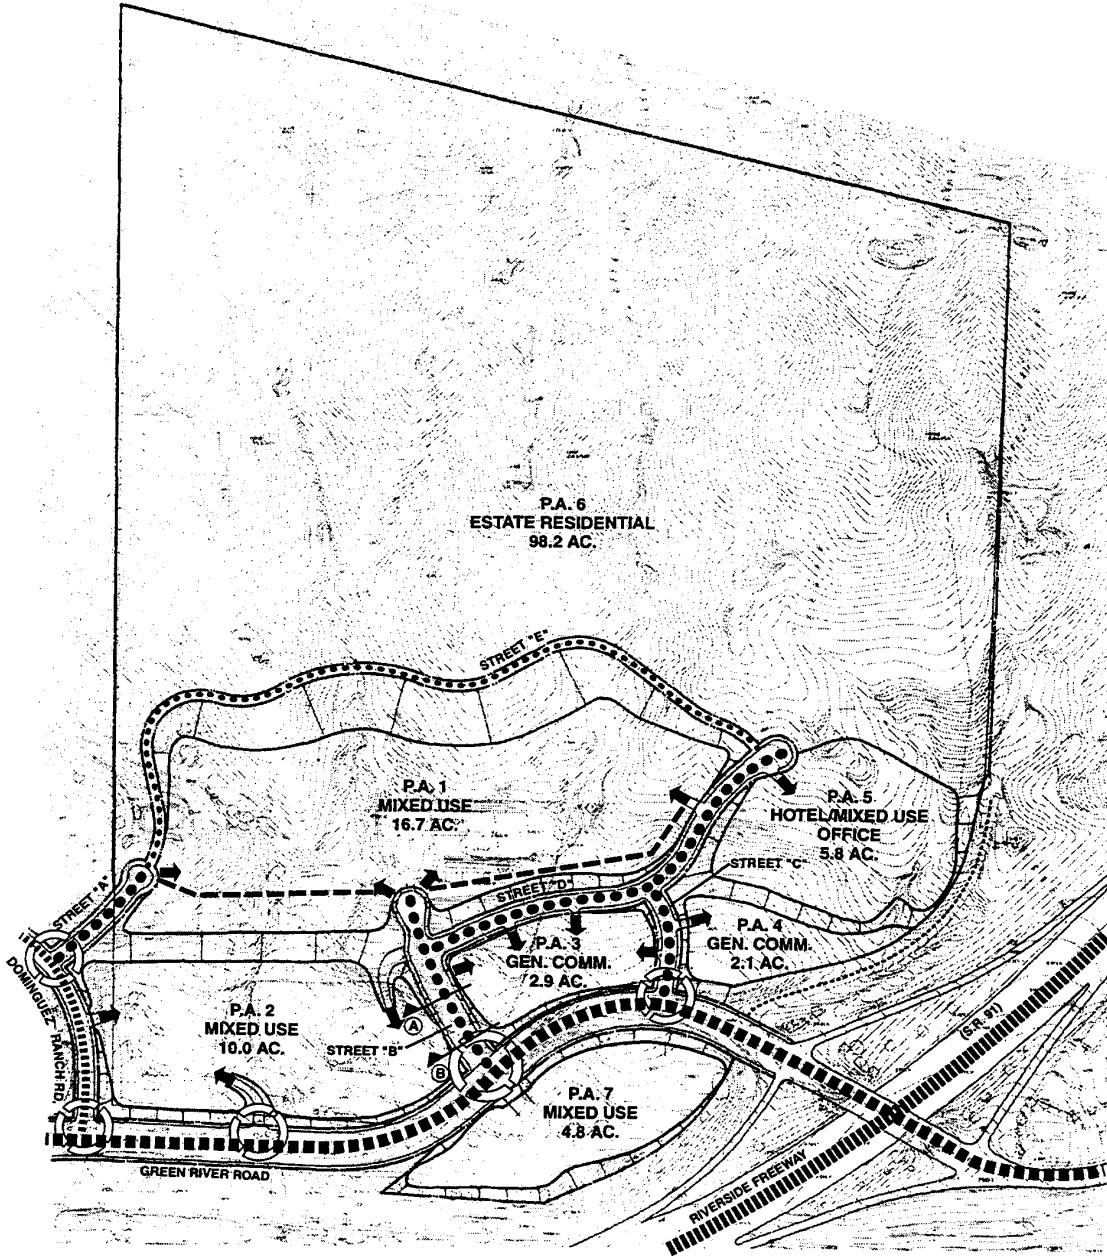 P.A. 6
ESTATE RESIDENTIAL
98.2 AC.
STREET "E"
P.A. 1
MIXED USE
16.7 AC.
P.A. 5
HOTEL/MIXED USE
OFFICE
5.8 AC.
STREET "C"
STREET "D"
STREET "A"
P.A. 3
GEN. COMM.
2.9 AC.
P.A. 4
GEN. COMM.
2.1 AC.
DOMINGUEZ RANCH RD.
P.A. 2
MIXED USE
10.0 AC.
A
STREET "B"
B
(S.R. 91)
P.A. 7
MIXED USE
4.8 AC.
GREEN RIVER ROAD
RIVERSIDE FREEWAY